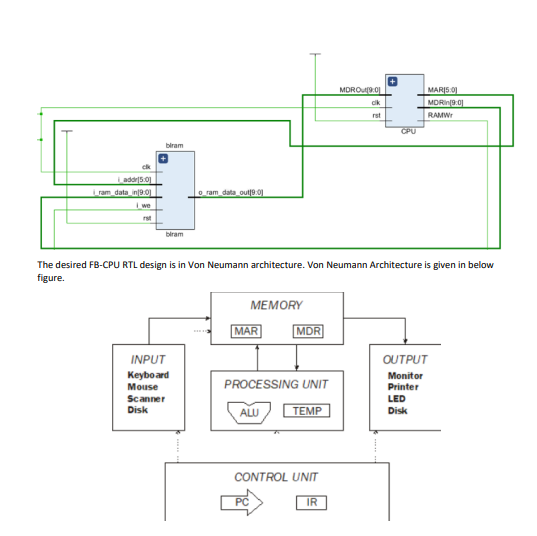 MDROut[9:0]
clk
rst
MAR[5:0]
MDRIn[9:0]
RAMWr
CPU
blram
clk
i_addr[5:0]
i_ram_data_in[9:0]
i_we
rst
o_ram_data_out[9:0]
blram
The desired FB-CPU RTL design is in Von Neumann architecture. Von Neumann Architecture is given in below
figure.
MEMORY
MAR
MDR
INPUT
Keyboard
Mouse
Scanner
Disk
PROCESSING UNIT
ALU
TEMP
OUTPUT
Monitor
Printer
LED
Disk
CONTROL UNIT
PC
IR